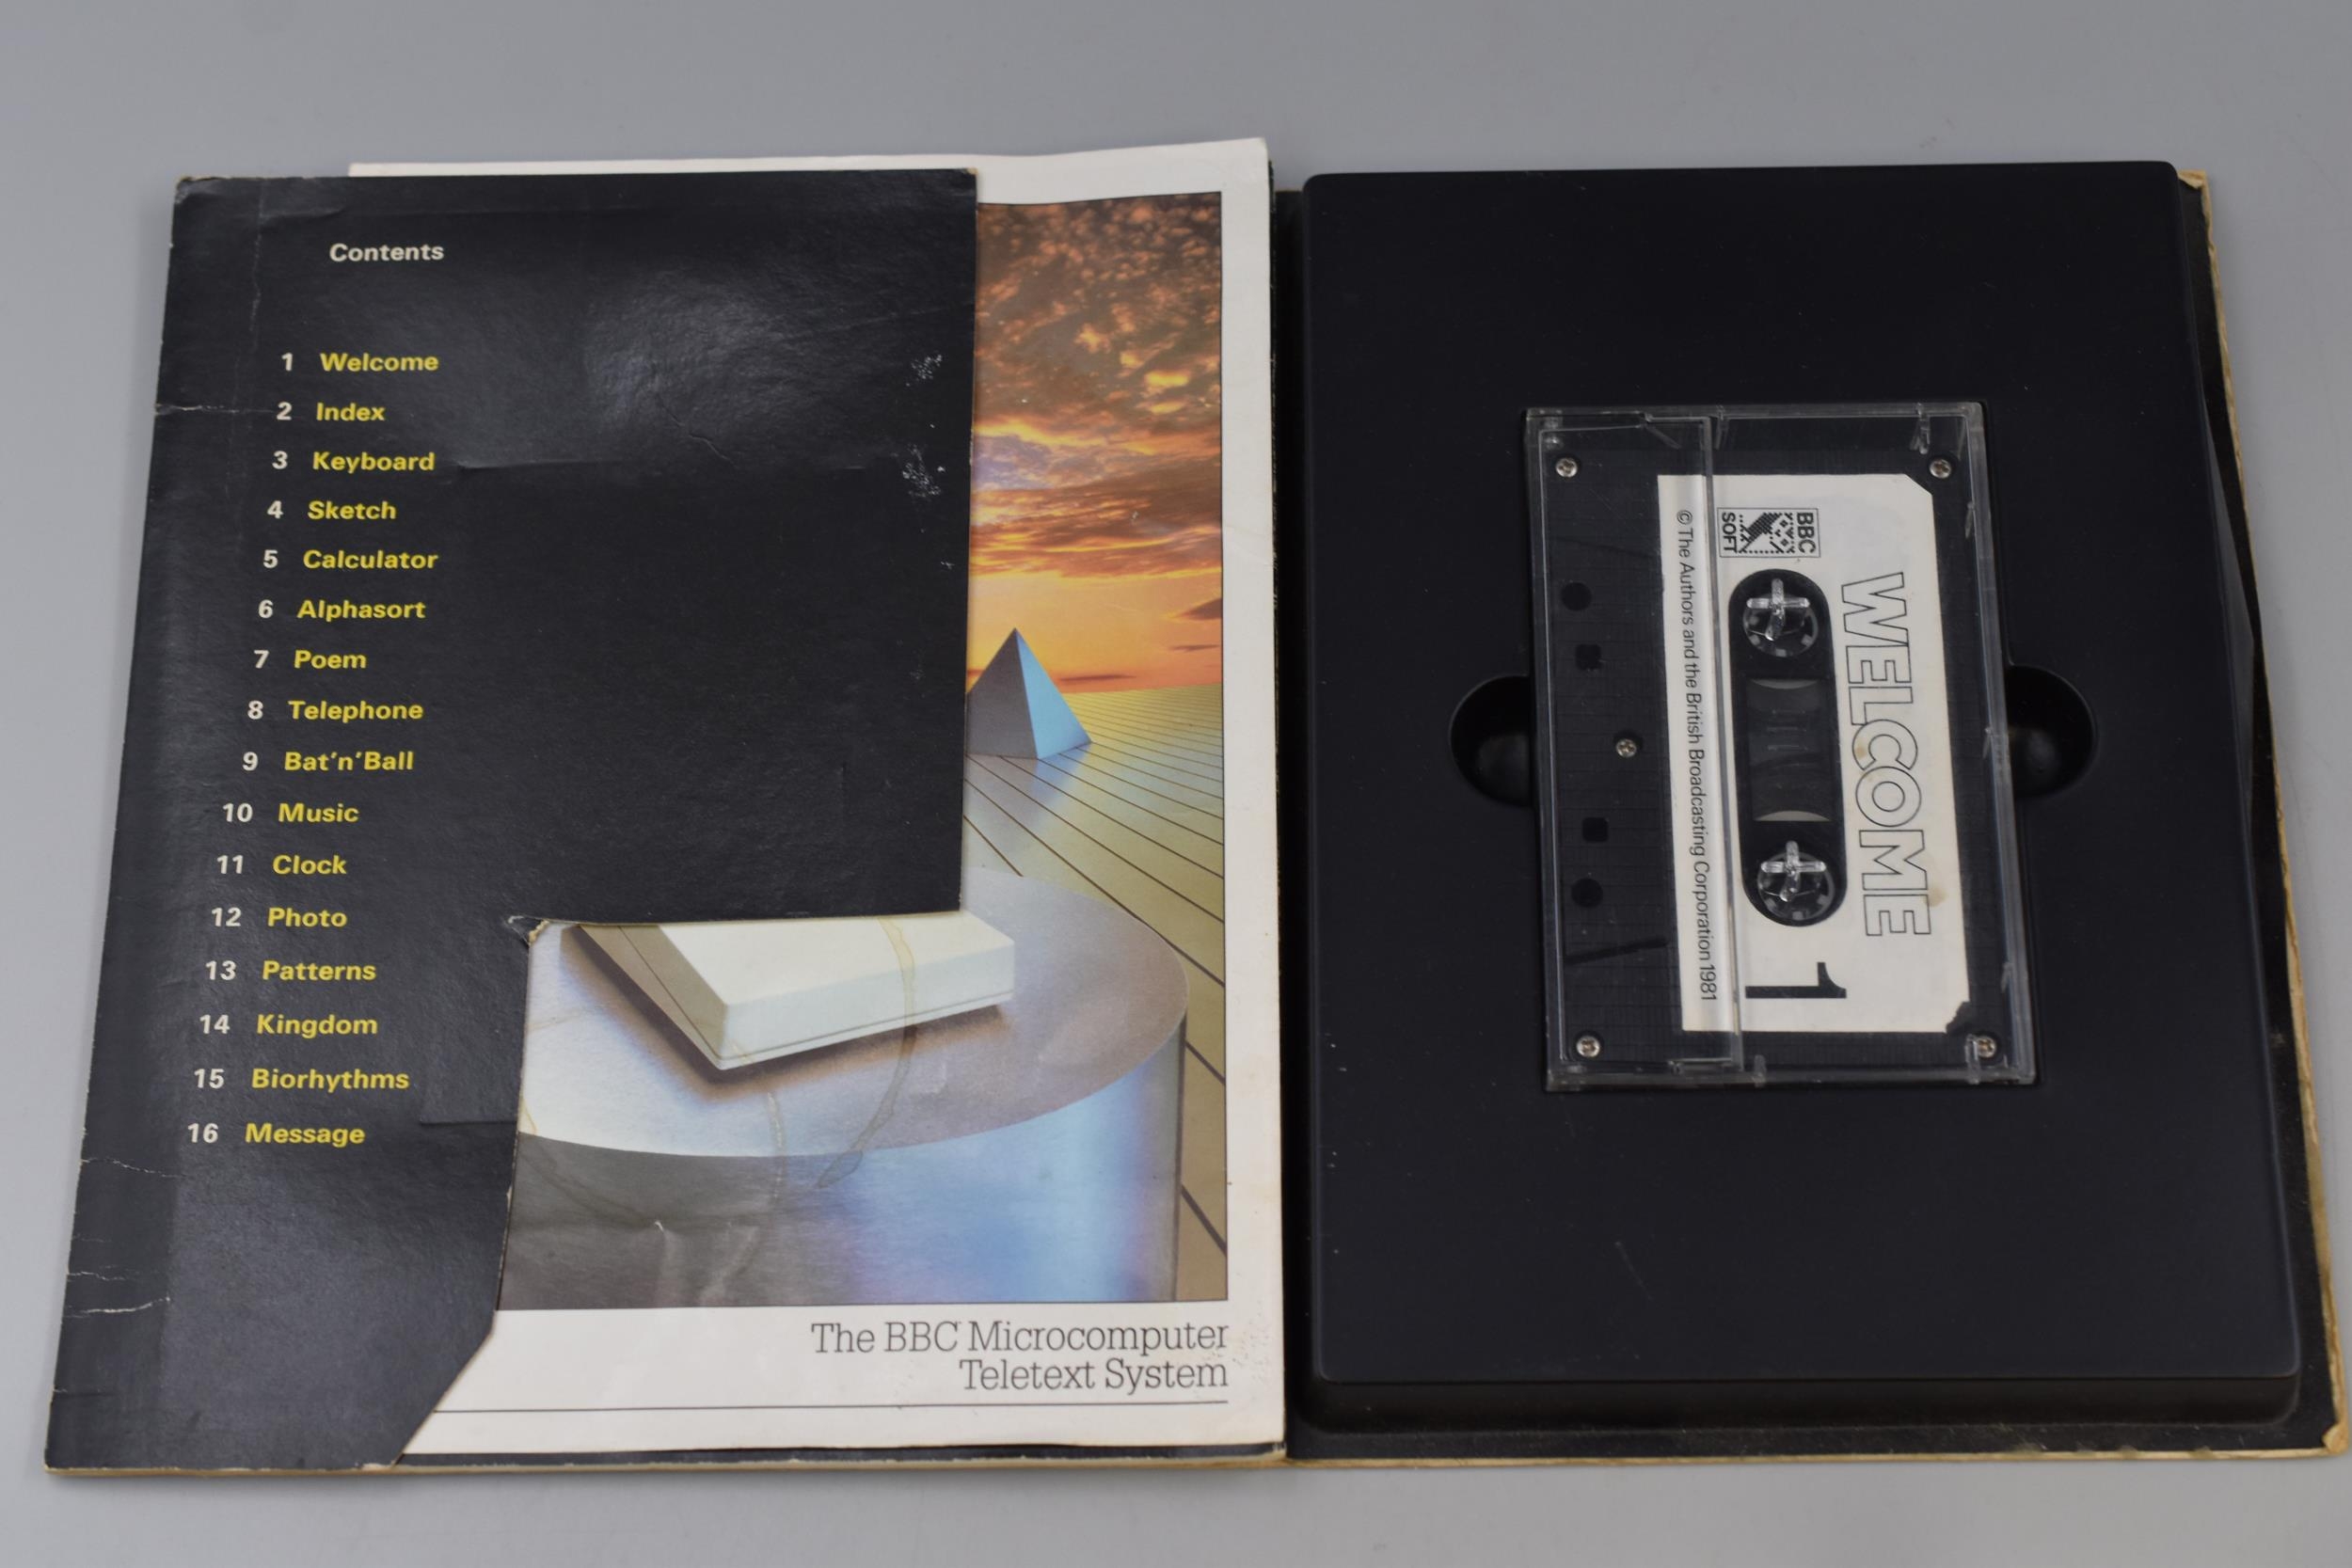 Contents
1 Welcome
2 Index
3 Keyboard
4 Sketch
5 Calculator
6 Alphasort
7 Poem
8 Telephone
9 Bat'n'Ball
10 Music
11 Clock
12 Photo
13 Patterns
14 Kingdom
15 Biorhythms
16 Message
The BBC Microcomputer
Teletext System
BBC
SOFT
WELCOME
1
© The Authors and the British Broadcasting Corporation 1981